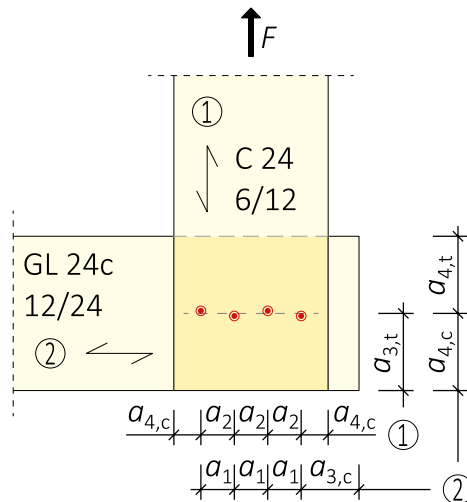 F
①
C 24
6/12
GL 24c
12/24
②
a₄,t
a₃,t
a₄,c
a₄,c a₂ a₂ a₂ a₄,c ①
a₁ a₁ a₁ a₃,c ②